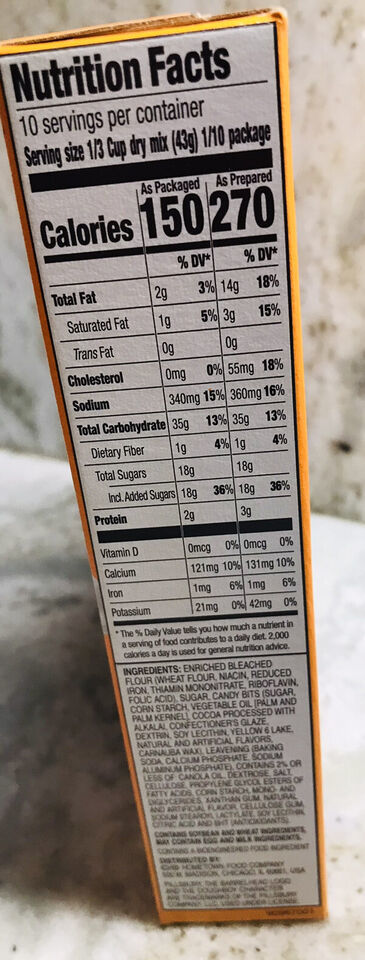 Nutrition Facts
10 servings per container
Serving size 1/3 Cup dry mix (43g) 1/10 package
As Packaged As Prepared
Calories 150 270
% DV* % DV*
Total Fat 2g 3% 14g 18%
Saturated Fat 1g 5% 3g 15%
Trans Fat 0g 0g
Cholesterol 0mg 0% 55mg 18%
Sodium 340mg 15% 360mg 16%
Total Carbohydrate 35g 13% 35g 13%
Dietary Fiber 1g 4% 1g 4%
Total Sugars 18g 18g
Incl. Added Sugars 18g 36% 18g 36%
Protein 2g 3g
Vitamin D 0mcg 0% 0mcg 0%
Calcium 121mg 10% 131mg 10%
Iron 1mg 6% 1mg 6%
Potassium 21mg 0% 42mg 0%
* The % Daily Value tells you how much a nutrient in
a serving of food contributes to a daily diet. 2,000
calories a day is used for general nutrition advice.
INGREDIENTS: ENRICHED BLEACHED
FLOUR (WHEAT FLOUR, NIACIN, REDUCED
IRON, THIAMIN MONONITRATE, RIBOFLAVIN,
FOLIC ACID), SUGAR, CANDY BITS (SUGAR,
CORN STARCH, VEGETABLE OIL [PALM AND
PALM KERNEL], COCOA PROCESSED WITH
ALKALI, CONFECTIONER'S GLAZE,
DEXTRIN, SOY LECITHIN, YELLOW 6 LAKE,
NATURAL AND ARTIFICIAL FLAVORS,
CARNAUBA WAX), LEAVENING (BAKING
SODA, CALCIUM PHOSPHATE, SODIUM
ALUMINUM PHOSPHATE), CONTAINS 2% OR
LESS OF: CANOLA OIL, DEXTROSE, SALT,
CELLULOSE, PROPYLENE GLYCOL ESTERS OF
FATTY ACIDS, CORN STARCH, MONO- AND
DIGLYCERIDES, XANTHAN GUM, NATURAL
AND ARTIFICIAL FLAVOR, CELLULOSE GUM,
SODIUM STEAROYL LACTYLATE, SOY LECITHIN,
CITRIC ACID AND BHT (ANTIOXIDANTS).
CONTAINS SOYBEAN AND WHEAT INGREDIENTS,
MAY CONTAIN EGG AND MILK INGREDIENTS.
CONTAINS A BIOENGINEERED FOOD INGREDIENT
DISTRIBUTED BY:
HOMETOWN FOOD COMPANY
MADISON, CHICAGO, IL 60661, USA
PILLSBURY, THE BARRELHEAD LOGO
AND THE DOUGHBOY CHARACTER
ARE TRADEMARKS OF THE PILLSBURY
COMPANY, LLC, USED UNDER LICENSE.